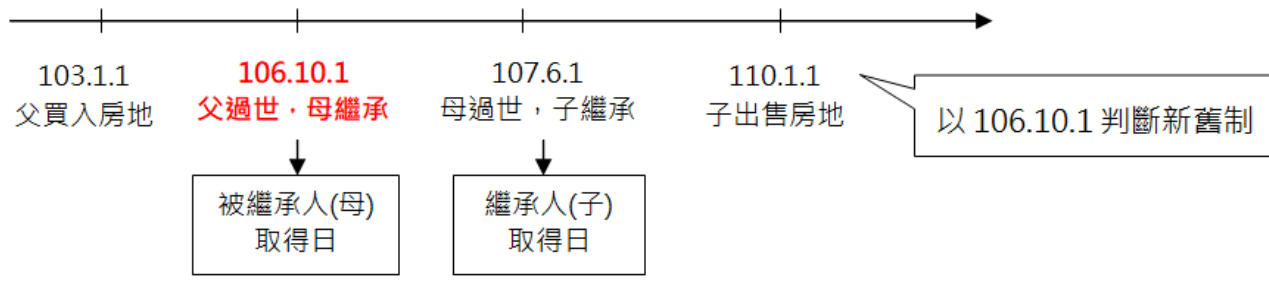 103.1.1
父買入房地
106.10.1
父過世，母繼承
107.6.1
母過世，子繼承
110.1.1
子出售房地
以 106.10.1 判斷新舊制
被繼承人(母)
取得日
繼承人(子)
取得日